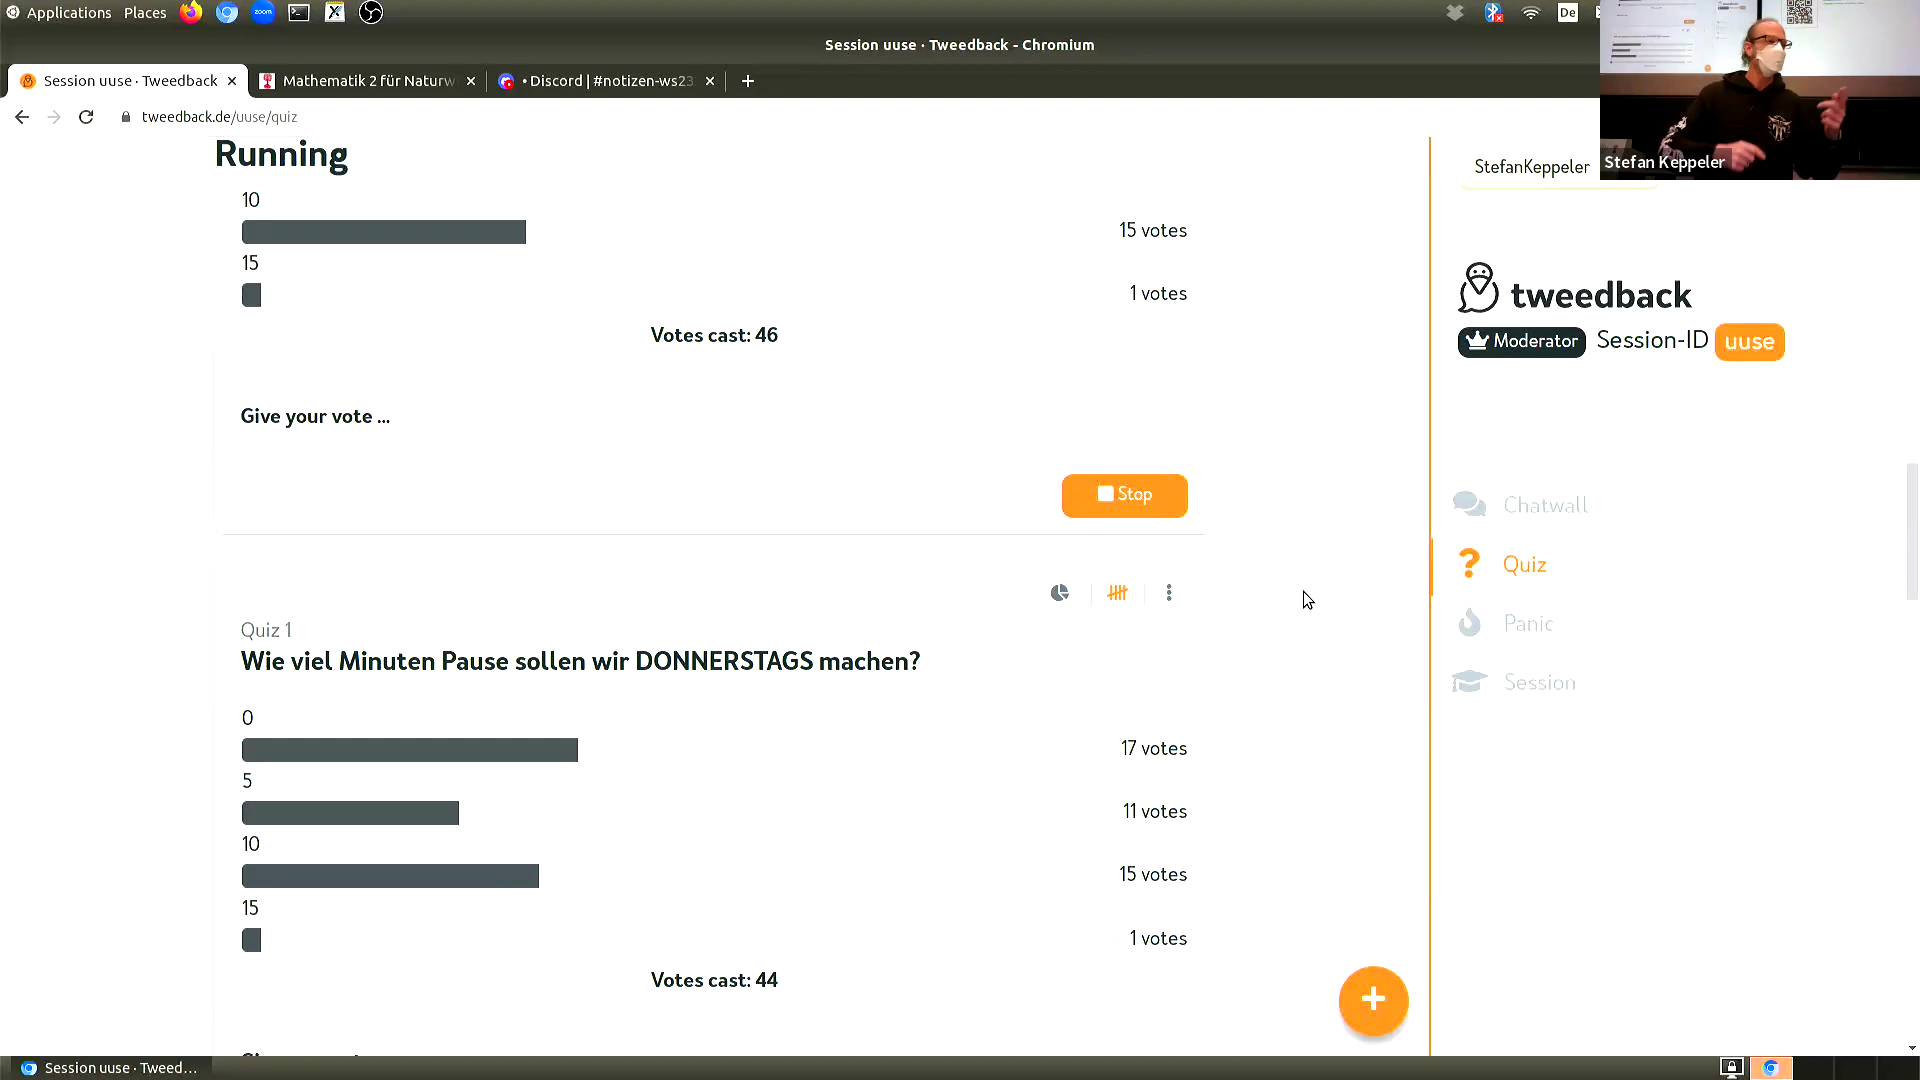 Applications Places zoom De
Session uuse · Tweedback - Chromium
Session uuse · Tweedback
Mathematik 2 für Naturw
• Discord | #notizen-ws23
tweedback.de/uuse/quiz
Running
10
15 votes
15
1 votes
Votes cast: 46
Give your vote ...
Stop
Quiz 1
Wie viel Minuten Pause sollen wir DONNERSTAGS machen?
0
17 votes
5
11 votes
10
15 votes
15
1 votes
Votes cast: 44
StefanKeppeler
Stefan Keppeler
tweedback
Moderator Session-ID uuse
Chatwall
Quiz
Panic
Session
Session uuse · Tweed...